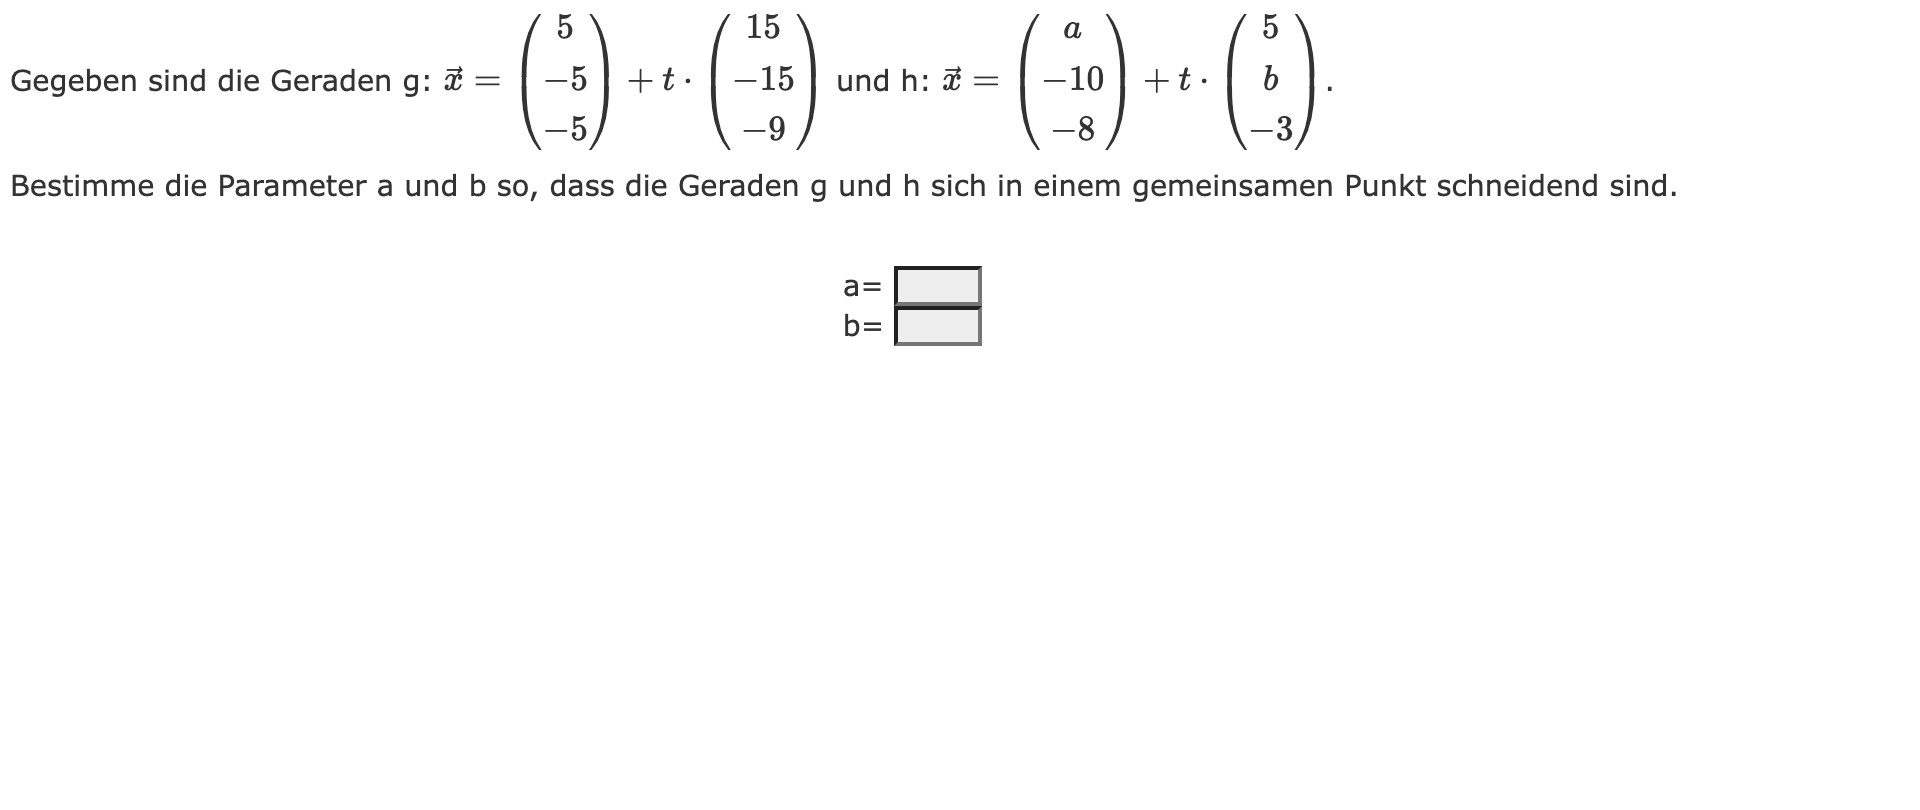 Gegeben sind die Geraden g: $\vec{x} = \begin{pmatrix} 5 \\ -5 \\ -5 \end{pmatrix} + t \cdot \begin{pmatrix} 15 \\ -15 \\ -9 \end{pmatrix}$ und h: $\vec{x} = \begin{pmatrix} a \\ -10 \\ -8 \end{pmatrix} + t \cdot \begin{pmatrix} 5 \\ b \\ -3 \end{pmatrix}$.
Bestimme die Parameter a und b so, dass die Geraden g und h sich in einem gemeinsamen Punkt schneidend sind.
a=
b=